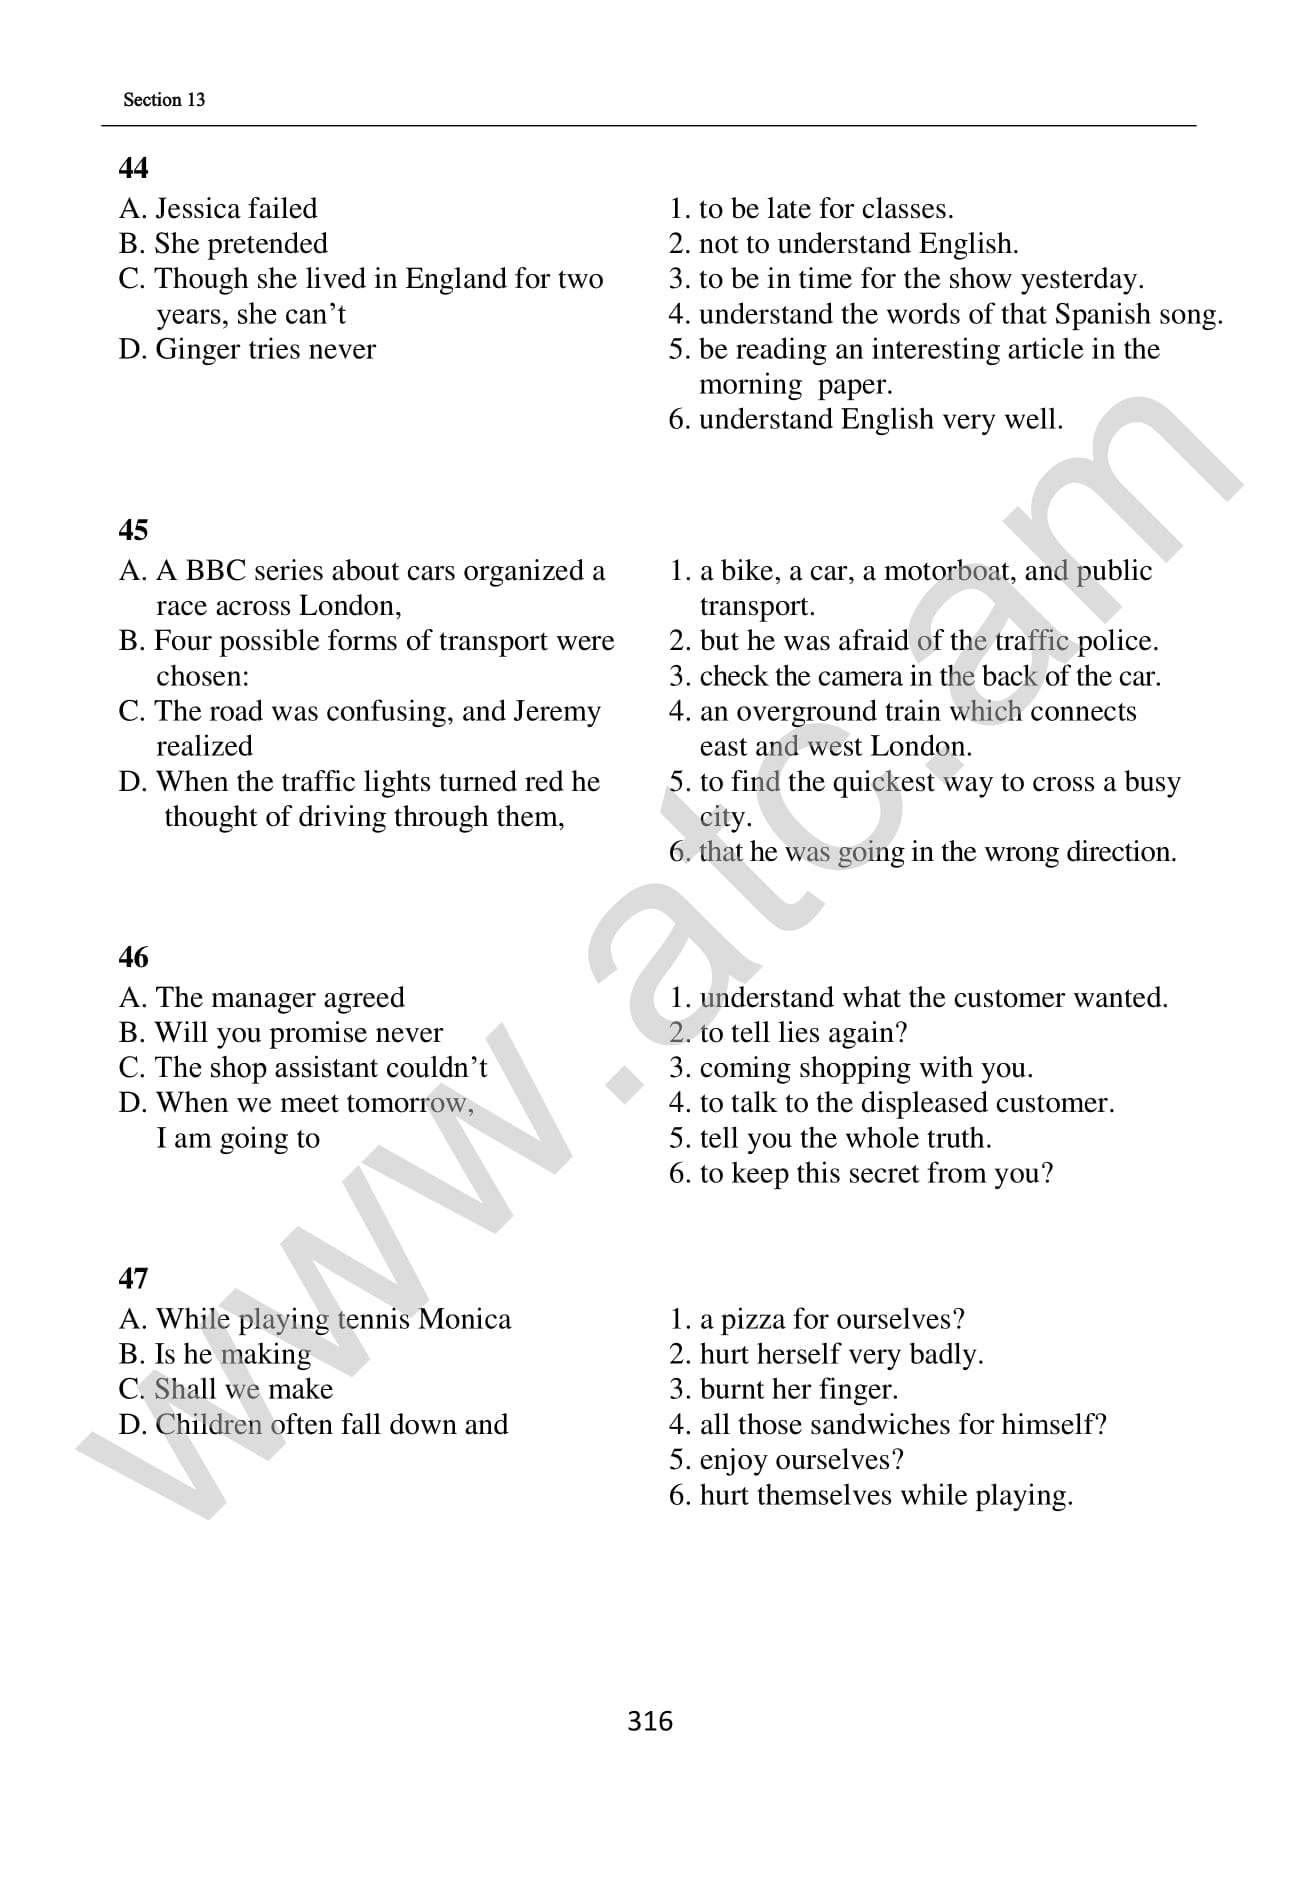 Section 13
44
A. Jessica failed
B. She pretended
C. Though she lived in England for two
years, she can't
D. Ginger tries never
1. to be late for classes.
2. not to understand English.
3. to be in time for the show yesterday.
4. understand the words of that Spanish song.
5. be reading an interesting article in the
morning paper.
6. understand English very well.
45
A. A BBC series about cars organized a
race across London,
B. Four possible forms of transport were
chosen:
C. The road was confusing, and Jeremy
realized
D. When the traffic lights turned red he
thought of driving through them,
1. a bike, a car, a motorboat, and public
transport.
2. but he was afraid of the traffic police.
3. check the camera in the back of the car.
4. an overground train which connects
east and west London.
5. to find the quickest way to cross a busy
city.
6. that he was going in the wrong direction.
46
A. The manager agreed
B. Will you promise never
C. The shop assistant couldn't
D. When we meet tomorrow,
I am going to
1. understand what the customer wanted.
2. to tell lies again?
3. coming shopping with you.
4. to talk to the displeased customer.
5. tell you the whole truth.
6. to keep this secret from you?
47
A. While playing tennis Monica
B. Is he making
C. Shall we make
D. Children often fall down and
1. a pizza for ourselves?
2. hurt herself very badly.
3. burnt her finger.
4. all those sandwiches for himself?
5. enjoy ourselves?
6. hurt themselves while playing.
316
www.atc.am